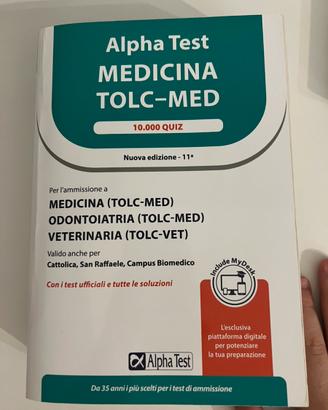 Alpha Test
MEDICINA
TOLC–MED
10.000 QUIZ
Nuova edizione - 11ª
Per l'ammissione a
MEDICINA (TOLC-MED)
ODONTOIATRIA (TOLC-MED)
VETERINARIA (TOLC-VET)
Valido anche per
Cattolica, San Raffaele, Campus Biomedico
Con i test ufficiali e tutte le soluzioni
Include MyDesk
L'esclusiva
piattaforma digitale
per potenziare
la tua preparazione
Alpha Test
Da 35 anni i più scelti per i test di ammissione